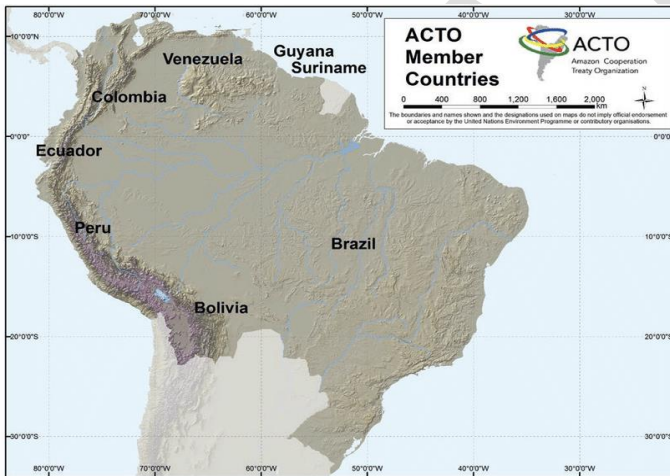 80°0'0"W 70°0'0"W 60°0'0"W 50°0'0"W 40°0'0"W 30°0'0"W
10°0'0"N
0°0'0"
10°0'0"S
20°0'0"S
30°0'0"S
ACTO
Member
Countries
ACTO
Amazon Cooperation
Treaty Organization
0 400 800 1,200 1,600 2,000
km
N
The boundaries and names shown and the designations used on maps do not imply official endorsement
or acceptance by the United Nations Environment Programme or contributory organisations.
Guyana
Venezuela
Suriname
Colombia
Ecuador
Peru
Brazil
Bolivia
10°0'0"N
0°0'0"
10°0'0"S
20°0'0"S
30°0'0"S
80°0'0"W 70°0'0"W 60°0'0"W 50°0'0"W 40°0'0"W 30°0'0"W